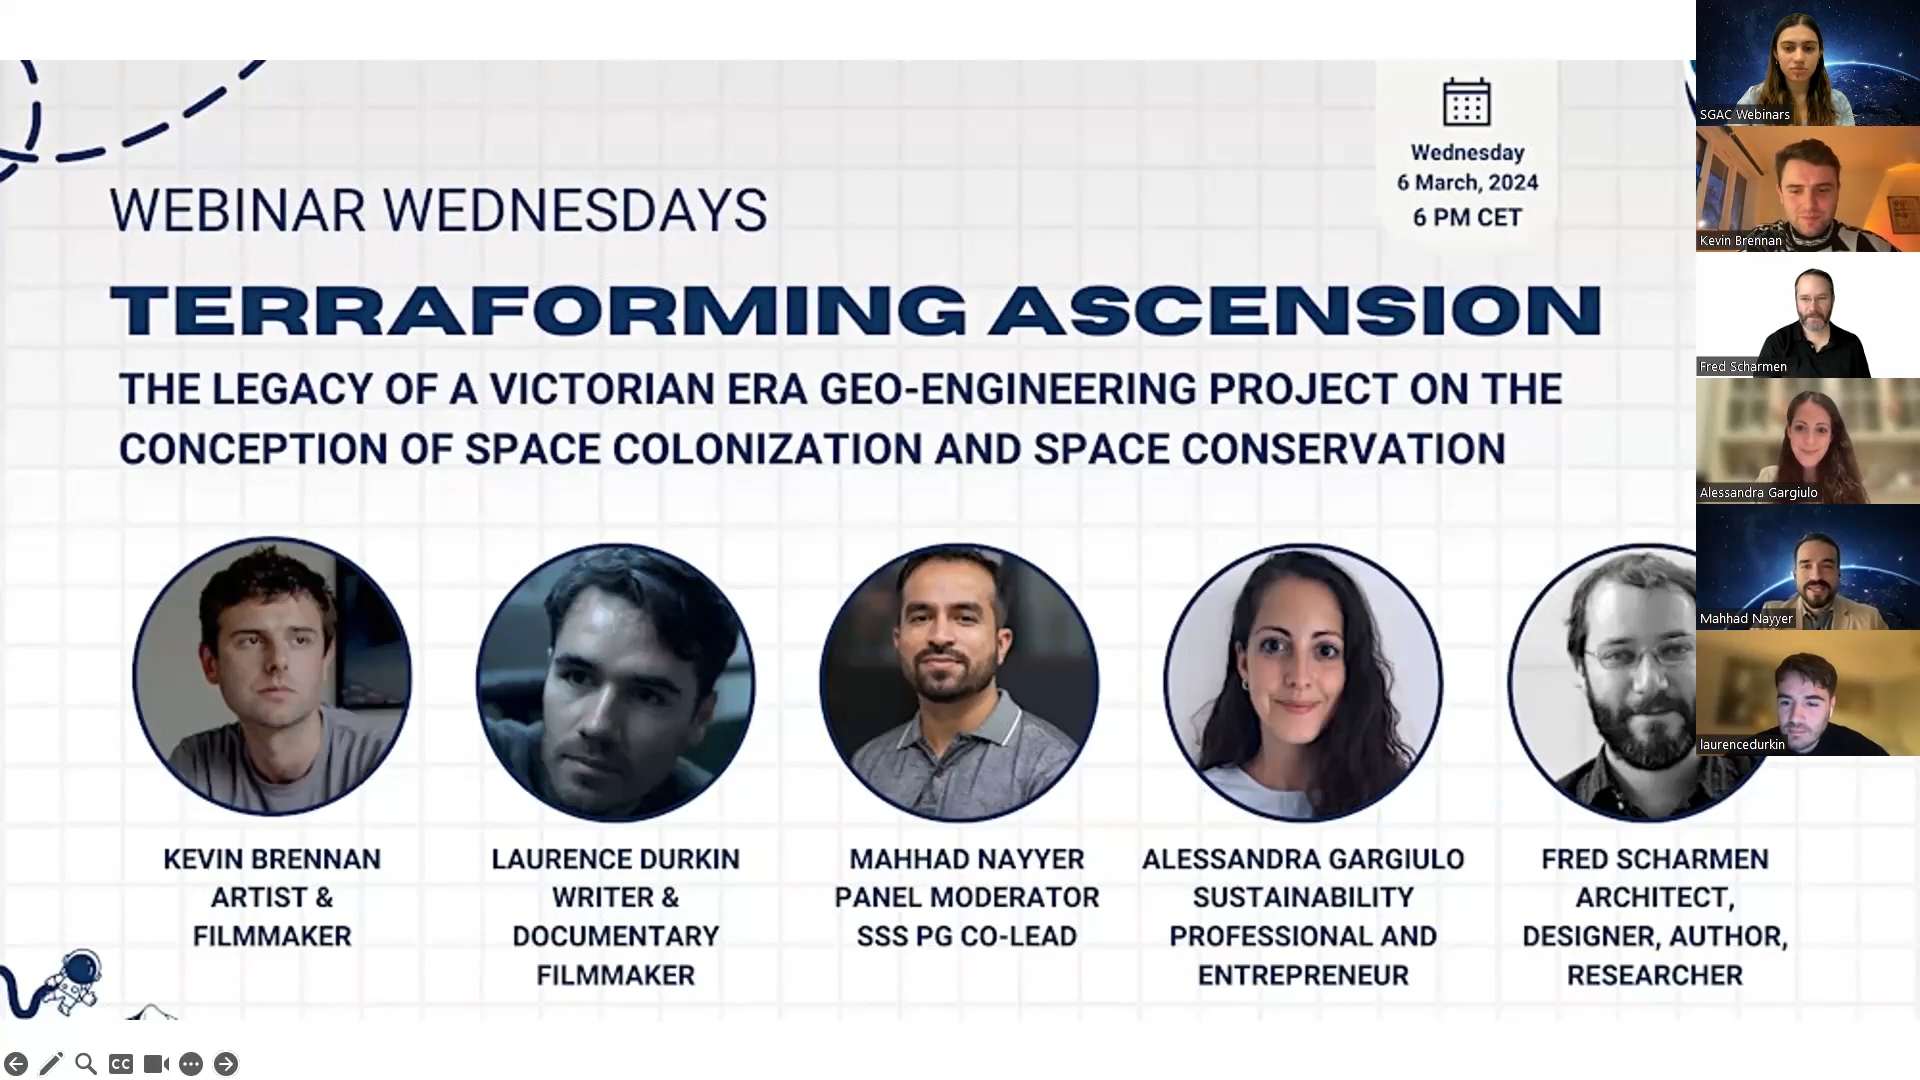 Wednesday
6 March, 2024
6 PM CET
WEBINAR WEDNESDAYS
TERRAFORMING ASCENSION
THE LEGACY OF A VICTORIAN ERA GEO-ENGINEERING PROJECT ON THE
CONCEPTION OF SPACE COLONIZATION AND SPACE CONSERVATION
KEVIN BRENNAN
ARTIST &
FILMMAKER
LAURENCE DURKIN
WRITER &
DOCUMENTARY
FILMMAKER
MAHHAD NAYYER
PANEL MODERATOR
SSS PG CO-LEAD
ALESSANDRA GARGIULO
SUSTAINABILITY
PROFESSIONAL AND
ENTREPRENEUR
FRED SCHARMEN
ARCHITECT,
DESIGNER, AUTHOR,
RESEARCHER
SGAC Webinars
Kevin Brennan
Fred Scharmen
Alessandra Gargiulo
Mahhad Nayyer
laurencedurkin
CC